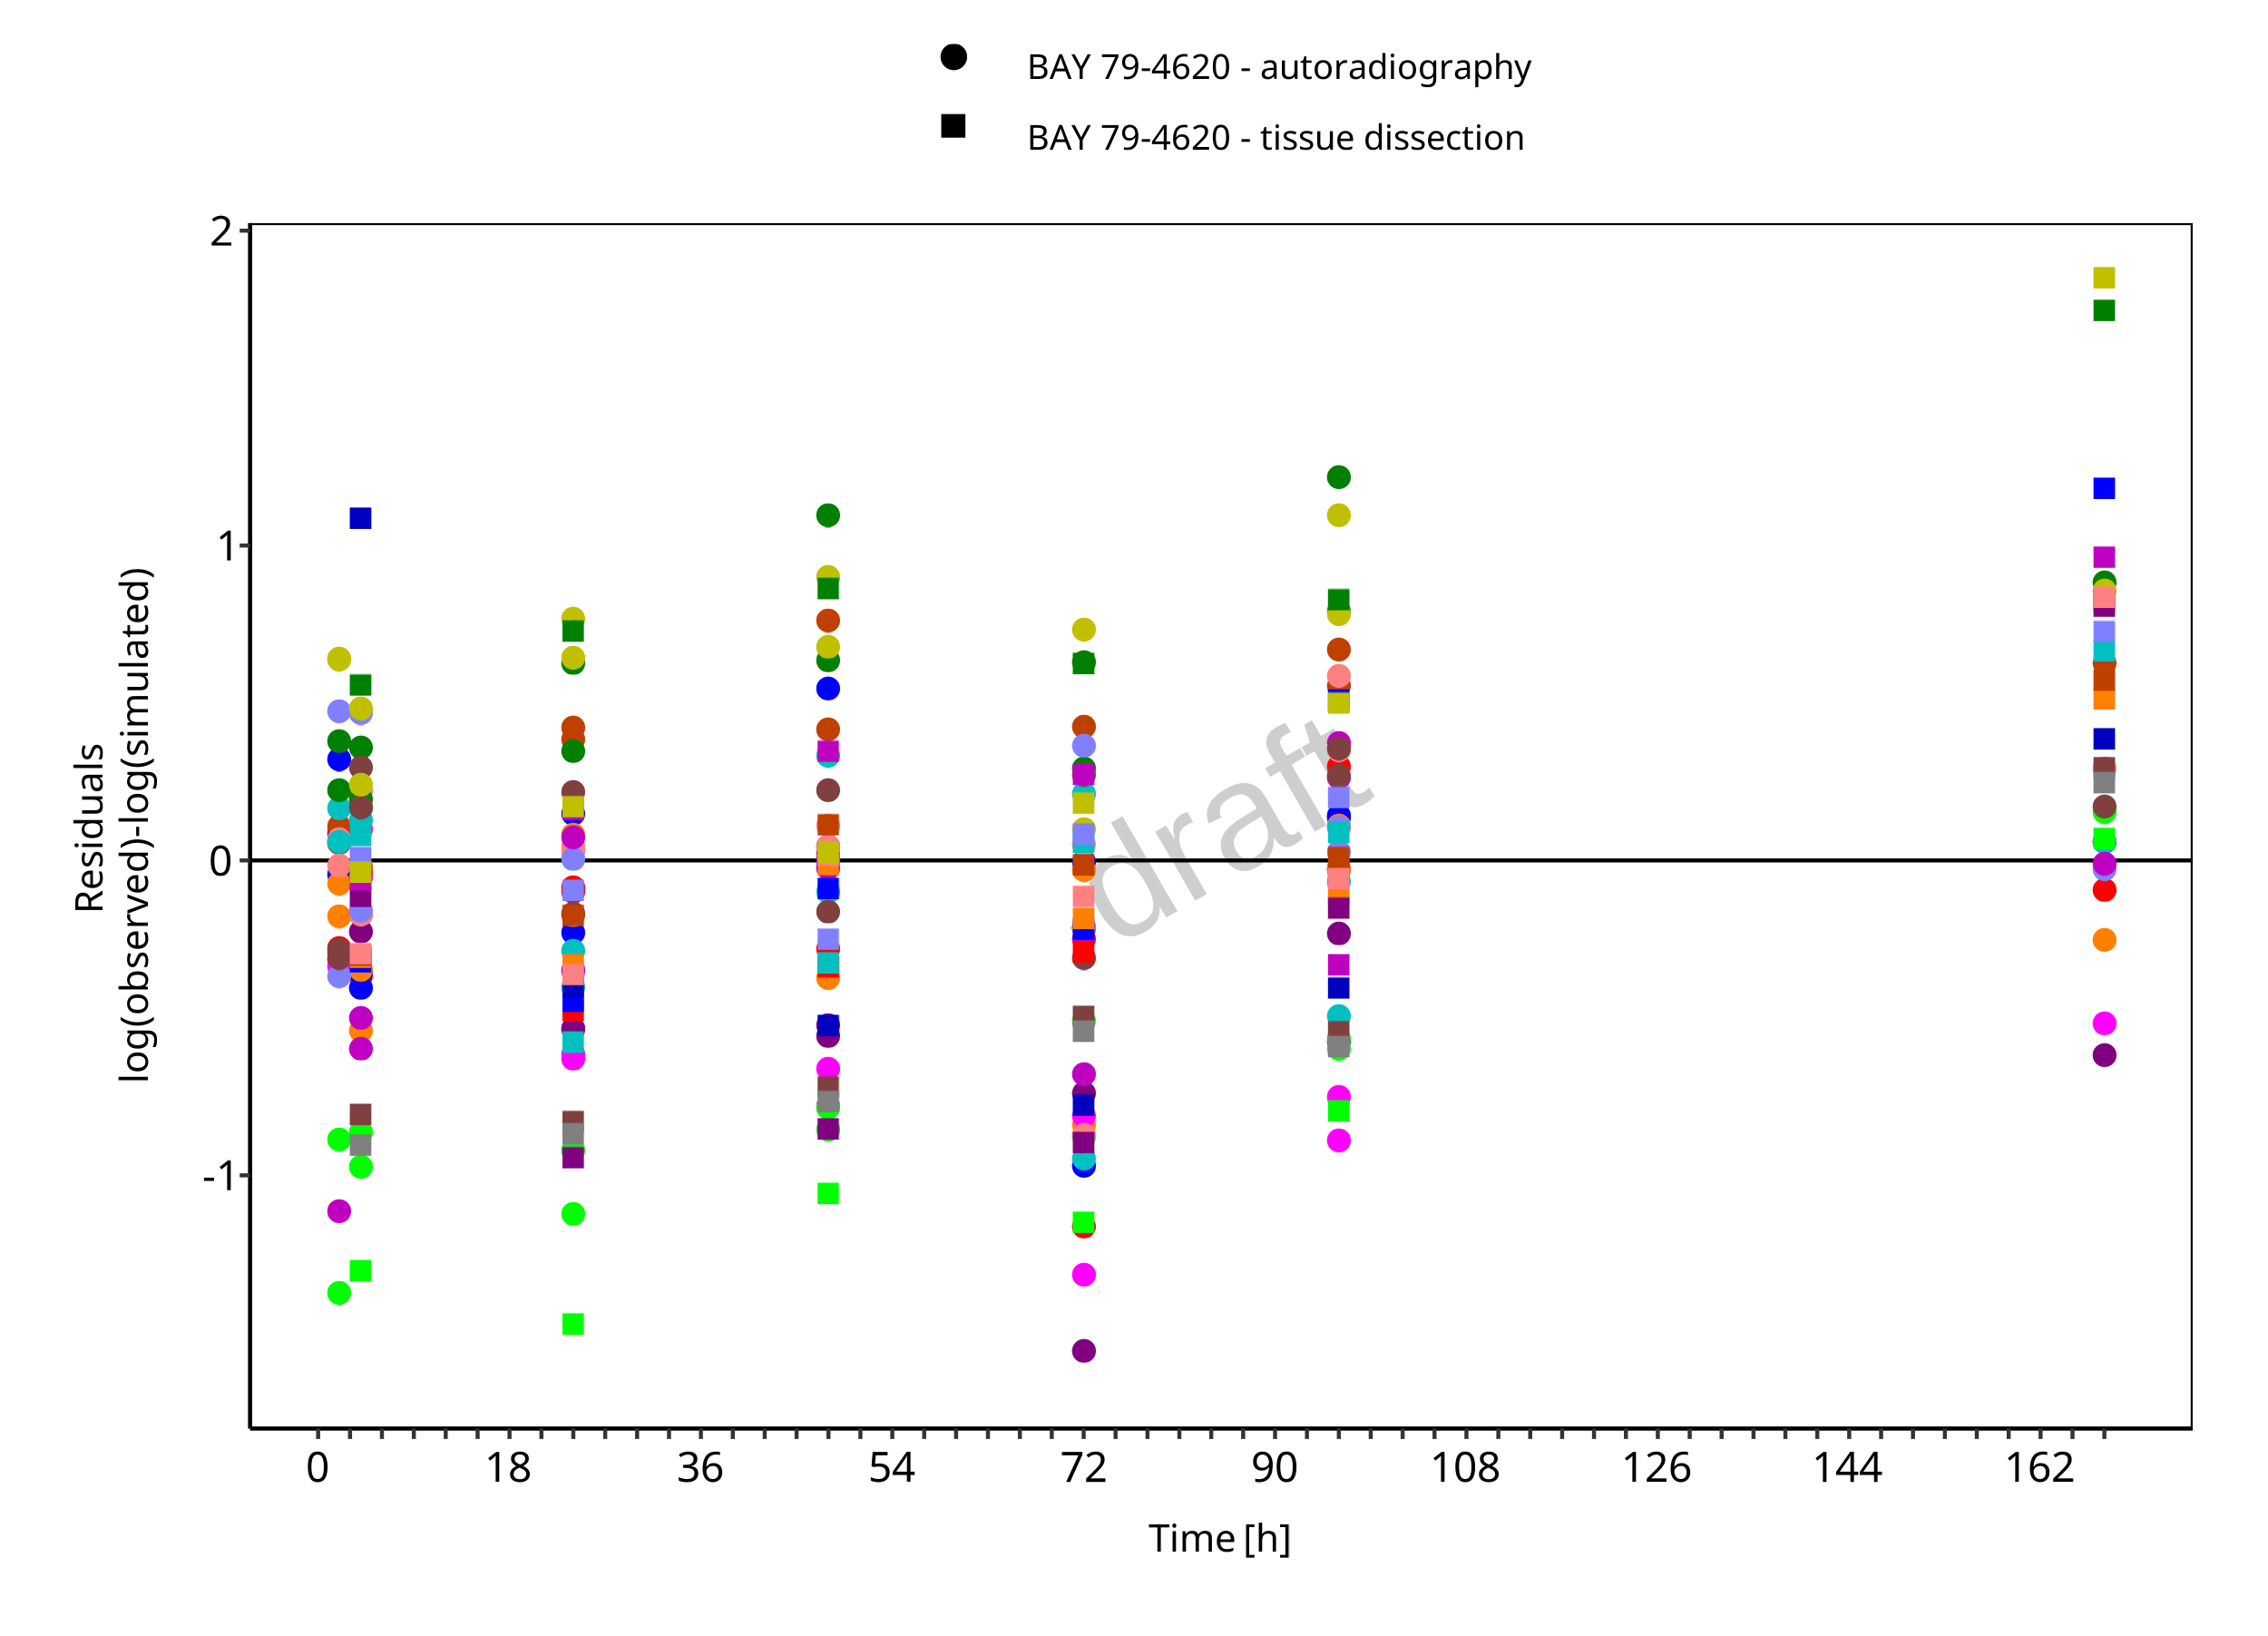 BAY 79-4620 - autoradiography
BAY 79-4620 - tissue dissection
Residuals
log(observed)-log(simulated)
2
1
0
-1
draft
0 18 36 54 72 90 108 126 144 162
Time [h]